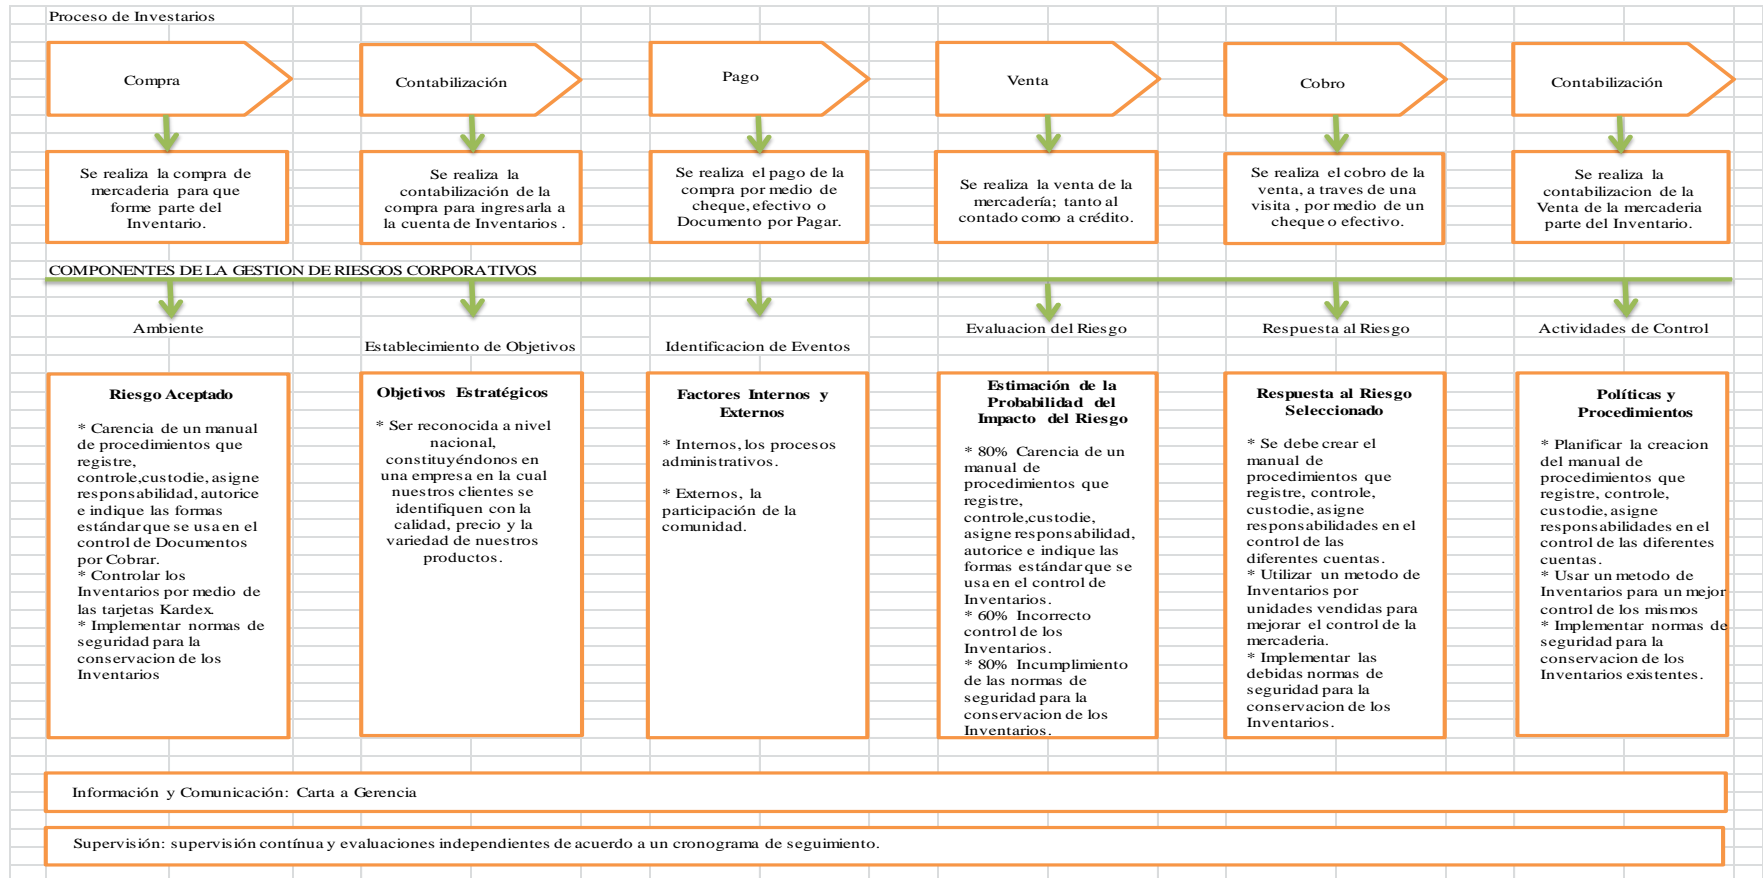 Proceso de Investarios
Compra
Contabilización
Pago
Venta
Cobro
Contabilización
Se realiza la compra de
mercaderia para que
forme parte del
Inventario.
Se realiza la
contabilización de la
compra para ingresarla a
la cuenta de Inventarios .
Se realiza el pago de la
compra por medio de
cheque, efectivo o
Documento por Pagar.
Se realiza la venta de la
mercadería; tanto al
contado como a crédito.
Se realiza el cobro de la
venta, a traves de una
visita , por medio de un
cheque o efectivo.
Se realiza la
contabilizacion de la
Venta de la mercaderia
parte del Inventario.
COMPONENTES DE LA GESTION DE RIESGOS CORPORATIVOS
Ambiente
Establecimiento de Objetivos
Identificacion de Eventos
Evaluacion del Riesgo
Respuesta al Riesgo
Actividades de Control
Riesgo Aceptado
* Carencia de un manual
de procedimientos que
registre,
controle,custodie, asigne
responsabilidad, autorice
e indique las formas
estándar que se usa en el
control de Documentos
por Cobrar.
* Controlar los
Inventarios por medio de
las tarjetas Kardex.
* Implementar normas de
seguridad para la
conservacion de los
Inventarios
Objetivos Estratégicos
* Ser reconocida a nivel
nacional,
constituyéndonos en
una empresa en la cual
nuestros clientes se
identifiquen con la
calidad, precio y la
variedad de nuestros
productos.
Factores Internos y
Externos
* Internos, los procesos
administrativos.
* Externos, la
participación de la
comunidad.
Estimación de la
Probabilidad del
Impacto del Riesgo
* 80% Carencia de un
manual de
procedimientos que
registre,
controle,custodie,
asigne responsabilidad,
autorice e indique las
formas estándar que se
usa en el control de
Inventarios.
* 60% Incorrecto
control de los
Inventarios.
* 80% Incumplimiento
de las normas de
seguridad para la
conservacion de los
Inventarios.
Respuesta al Riesgo
Seleccionado
* Se debe crear el
manual de
procedimientos que
registre, controle,
custodie, asigne
responsabilidades en el
control de las
diferentes cuentas.
* Utilizar un metodo de
Inventarios por
unidades vendidas para
mejorar el control de la
mercaderia.
* Implementar las
debidas normas de
seguridad para la
conservacion de los
Inventarios.
Políticas y
Procedimientos
* Planificar la creacion
del manual de
procedimientos que
registre, controle,
custodie, asigne
responsabilidades en el
control de las diferentes
cuentas.
* Usar un metodo de
Inventarios para un mejor
control de los mismos
* Implementar normas de
seguridad para la
conservacion de los
Inventarios existentes.
Información y Comunicación: Carta a Gerencia
Supervisión: supervisión contínua y evaluaciones independientes de acuerdo a un cronograma de seguimiento.